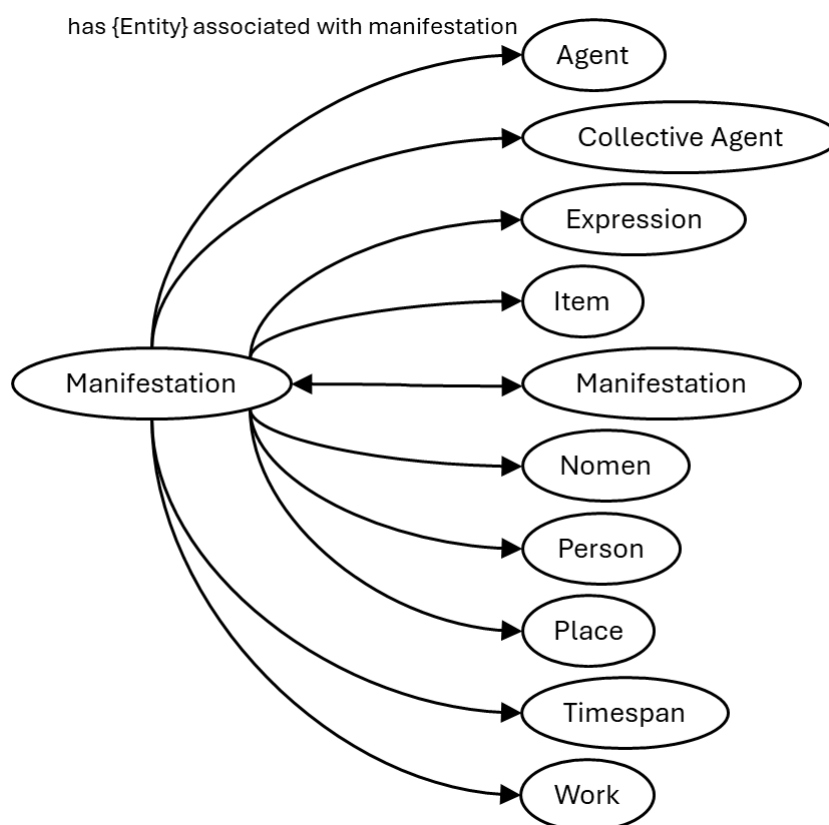 has {Entity} associated with manifestation
Agent
Collective Agent
Expression
Item
Manifestation
Manifestation
Nomen
Person
Place
Timespan
Work